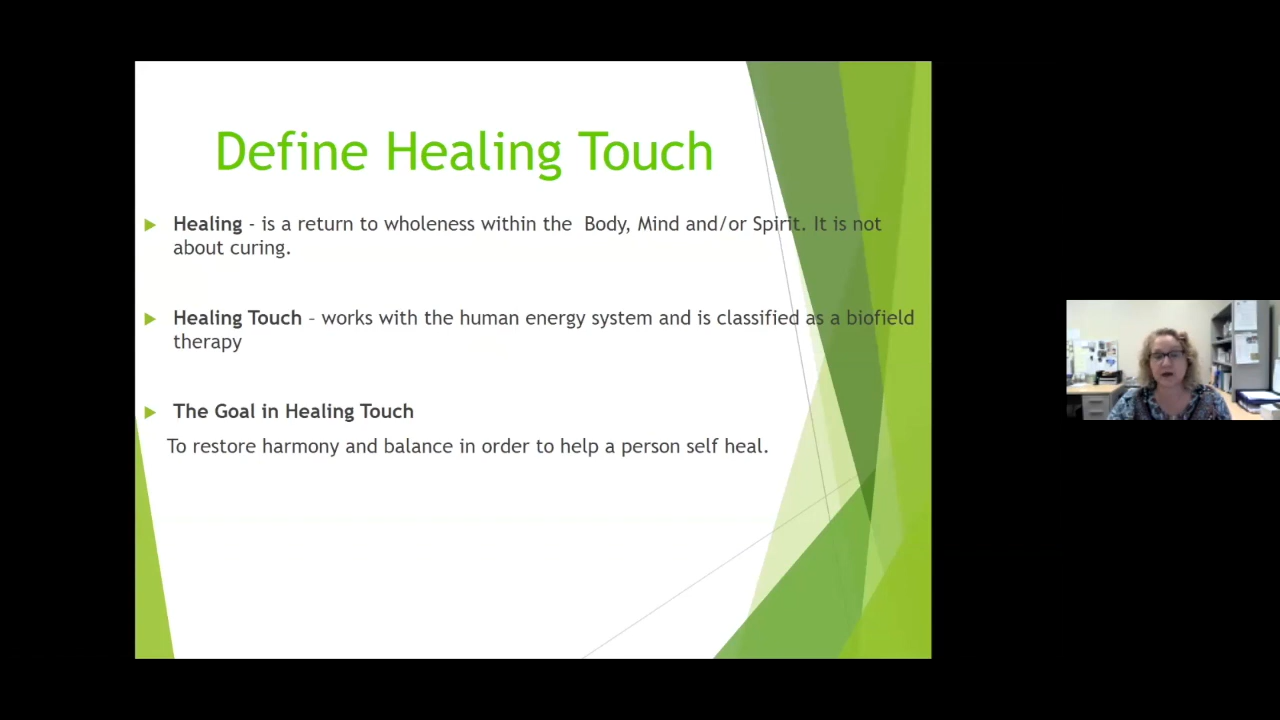 Define Healing Touch
Healing - is a return to wholeness within the  Body, Mind and/or Spirit. It is not
about curing.
Healing Touch – works with the human energy system and is classified as a biofield
therapy
The Goal in Healing Touch
To restore harmony and balance in order to help a person self heal.